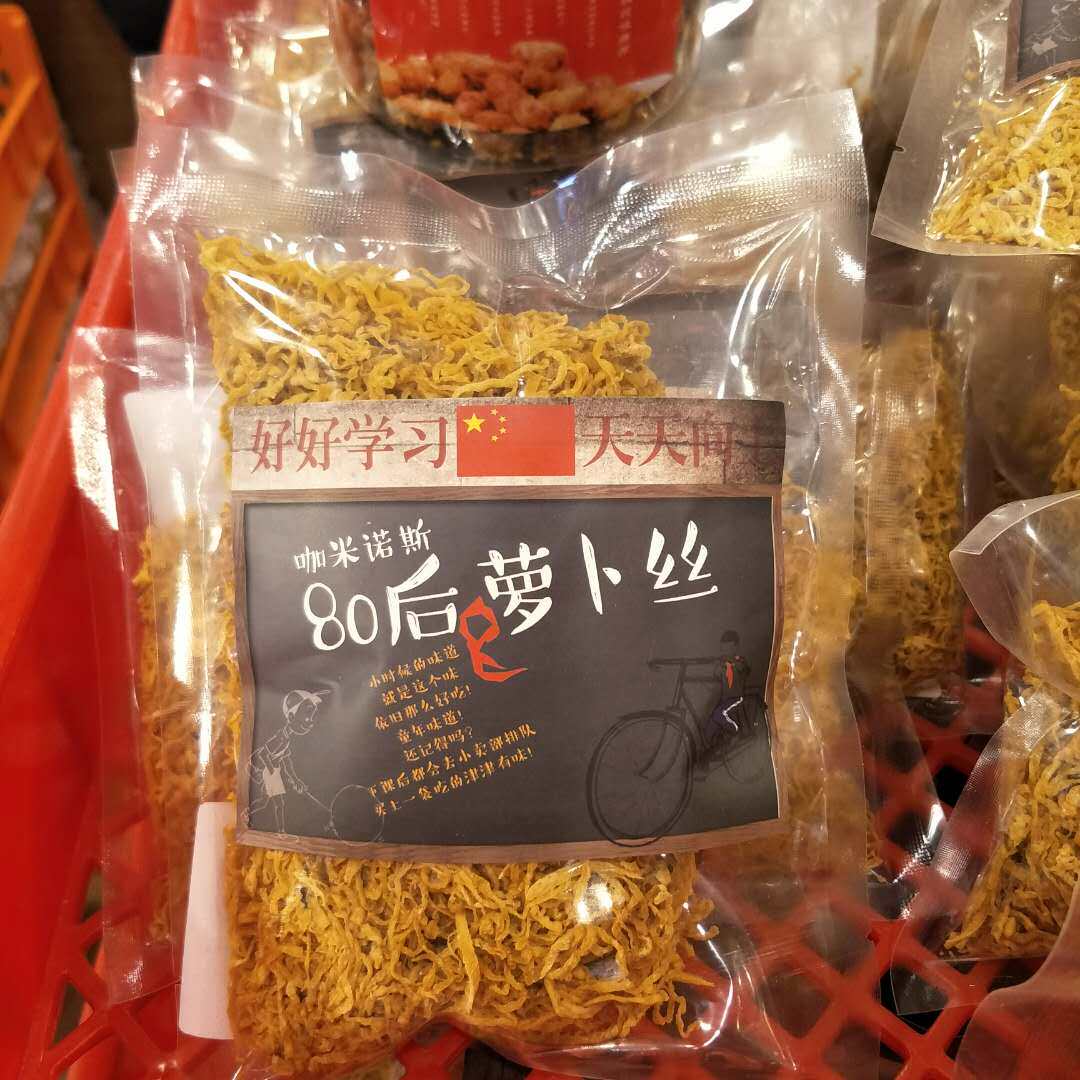 好好学习 天天向上
咖米诺斯
80后 萝卜丝
小时候的味道
就是这个味
依旧那么好吃!
童年味道!
还记得吗?
下课后都会去小卖部排队
买上一袋吃的津津有味!